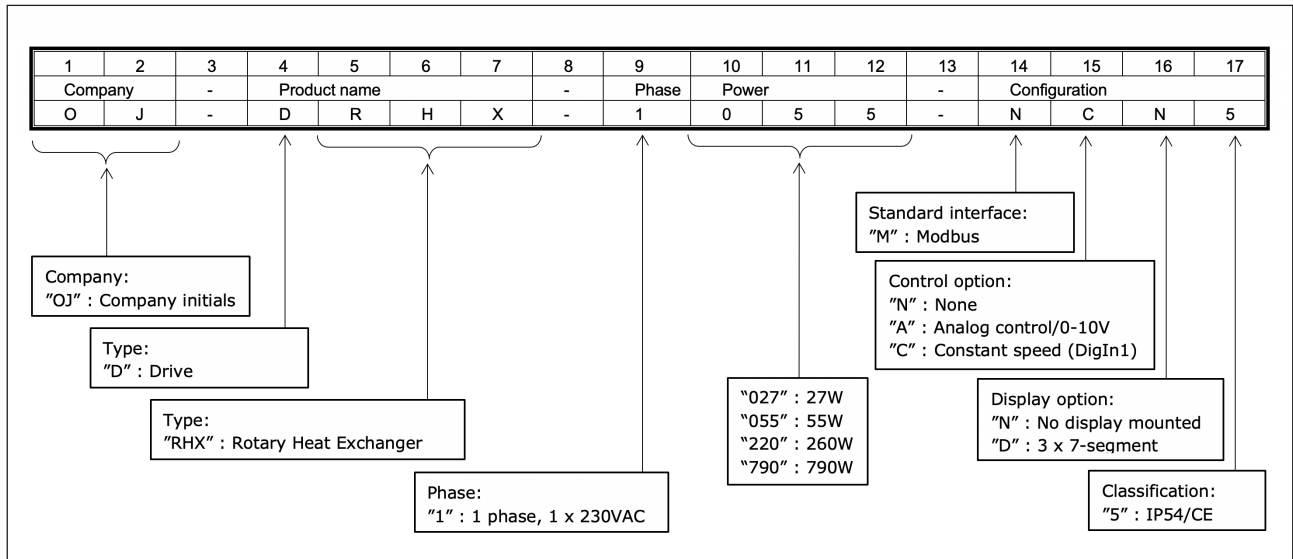 1 2 3 4 5 6 7 8 9 10 11 12 13 14 15 16 17
Company - Product name - Phase Power - Configuration
O J - D R H X - 1 0 5 5 - N C N 5
Standard interface:
"M" : Modbus
Company:
"OJ" : Company initials
Control option:
"N" : None
"A" : Analog control/0-10V
"C" : Constant speed (DigIn1)
Type:
"D" : Drive
"027" : 27W
"055" : 55W
"220" : 260W
"790" : 790W
Display option:
"N" : No display mounted
"D" : 3 x 7-segment
Type:
"RHX" : Rotary Heat Exchanger
Phase:
"1" : 1 phase, 1 x 230VAC
Classification:
"5" : IP54/CE